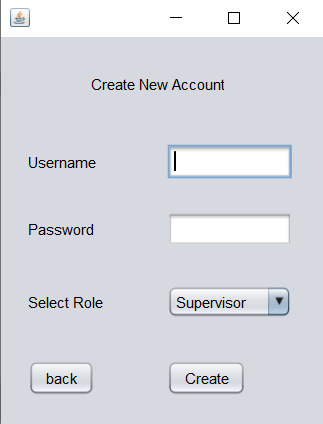 Create New Account
Username
Password
Select Role Supervisor
back Create